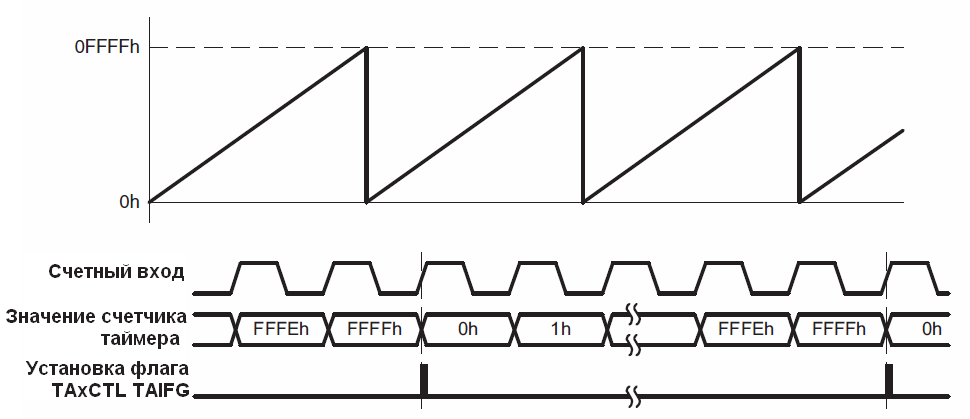 0FFFFh
0h
Счетный вход
Значение счетчика
таймера
FFFEh FFFFh 0h 1h FFFEh FFFFh 0h
Установка флага
TAxCTL TAIFG